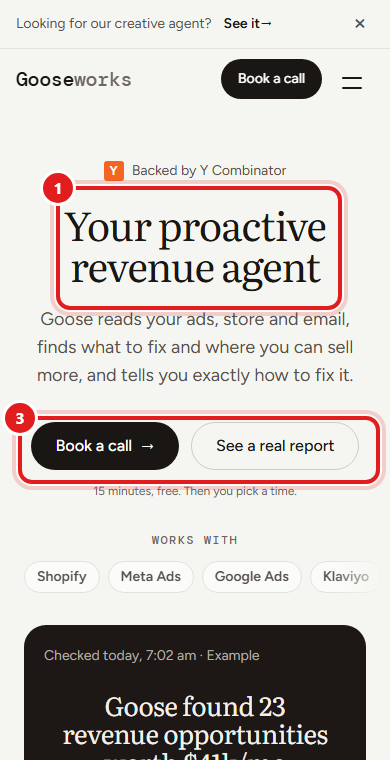 Looking for our creative agent? See it→ ×
Gooseworks
Book a call
Y Backed by Y Combinator
1
Your proactive
revenue agent
Goose reads your ads, store and email,
finds what to fix and where you can sell
more, and tells you exactly how to fix it.
3
Book a call → See a real report
15 minutes, free. Then you pick a time.
WORKS WITH
Shopify Meta Ads Google Ads Klaviyo
Checked today, 7:02 am · Example
Goose found 23
revenue opportunities
worth $41k/mo